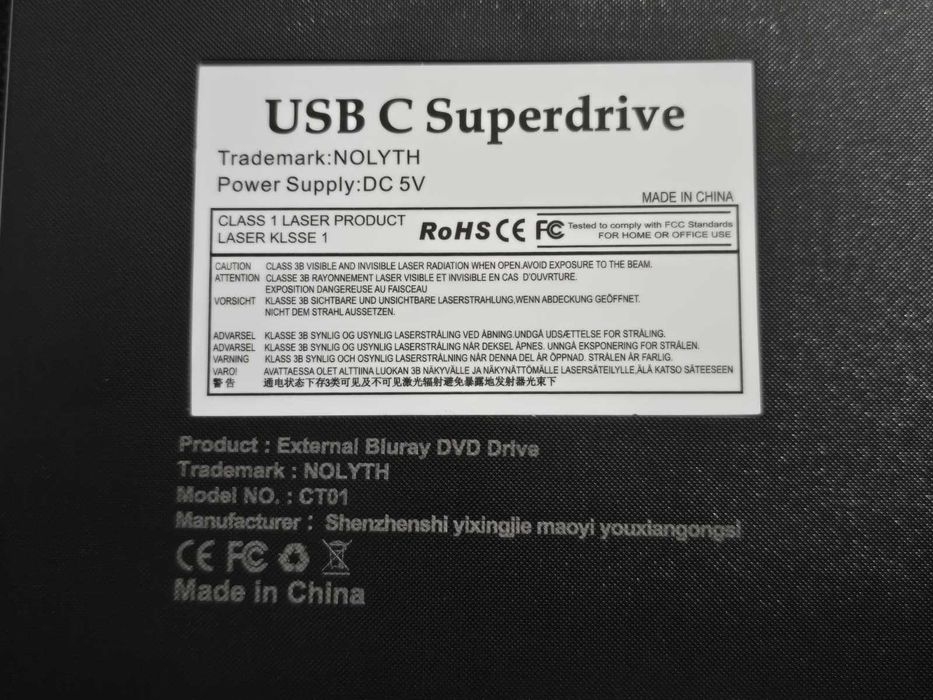 USB C Superdrive
Trademark:NOLYTH
Power Supply:DC 5V
MADE IN CHINA
CLASS 1 LASER PRODUCT
LASER KLSSE 1
RoHS CE FC Tested to comply with FCC Standards
FOR HOME OR OFFICE USE
CAUTION CLASS 3B VISIBLE AND INVISIBLE LASER RADIATION WHEN OPEN.AVOID EXPOSURE TO THE BEAM.
ATTENTION CLASSE 3B RAYONNEMENT LASER VISIBLE ET INVISIBLE EN CAS D'OUVRTURE.
EXPOSITION DANGEREUSE AU FAISCEAU
VORSICHT KLASSE 3B SICHTBARE UND UNSICHTBARE LASERSTRAHLUNG,WENN ABDECKUNG GEÖFFNET.
NICHT DEM STRAHL AUSSETZEN.
ADVARSEL KLASSE 3B SYNLIG OG USYNLIG LASERSTRÅLING VED ÅBNING.UNDGÅ UDSÆTTELSE FOR STRÅLING.
ADVARSEL KLASSE 3B SYNLIG OG USYNLIG LASERSTRÅLING NÅR DEKSEL ÅPNES. UNNGÅ EKSPONERING FOR STRÅLEN.
VARNING KLASS 3B SYNLIG OCH OSYNLIG LASERSTRÅLNING NÄR DENNA DEL ÄR ÖPPNAD. STRÅLEN ÄR FARLIG.
VARO! AVATTAESSA OLET ALTTIINA LUOKAN 3B NÄKYVÄLLE JA NÄKYNÄTTÖMÄLLE LASERSÄTEILYLLE,ÄLÄ KATSO SÄTEESEEN
警告 通电状态下存3类可见及不可见激光辐射避免暴露地发射器光束下
Product : External Bluray DVD Drive
Trademark : NOLYTH
Model NO. : CT01
Manufacturer : Shenzhenshi yixingjie maoyi youxiangongsi
CE FC
Made in China